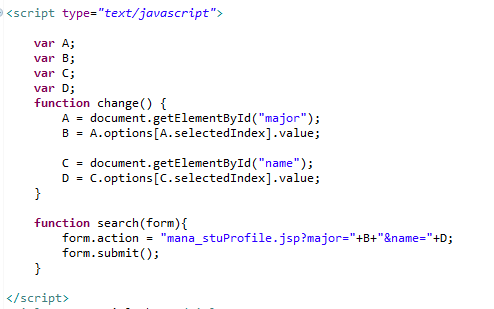 <script type="text/javascript">
var A;
var B;
var C;
var D;
function change() {
A = document.getElementById("major");
B = A.options[A.selectedIndex].value;
C = document.getElementById("name");
D = C.options[C.selectedIndex].value;
}
function search(form){
form.action = "mana_stuProfile.jsp?major="+B+"&name="+D;
form.submit();
}
</script>